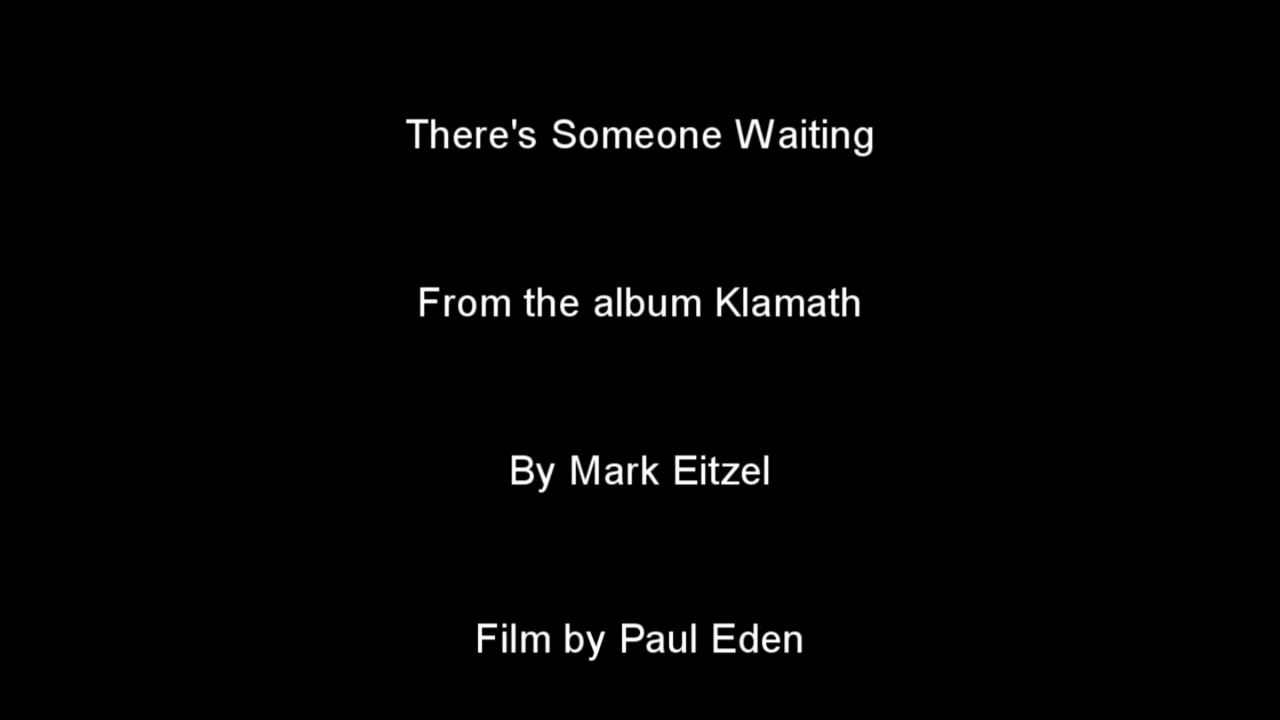 There's Someone Waiting
From the album Klamath
By Mark Eitzel
Film by Paul Eden